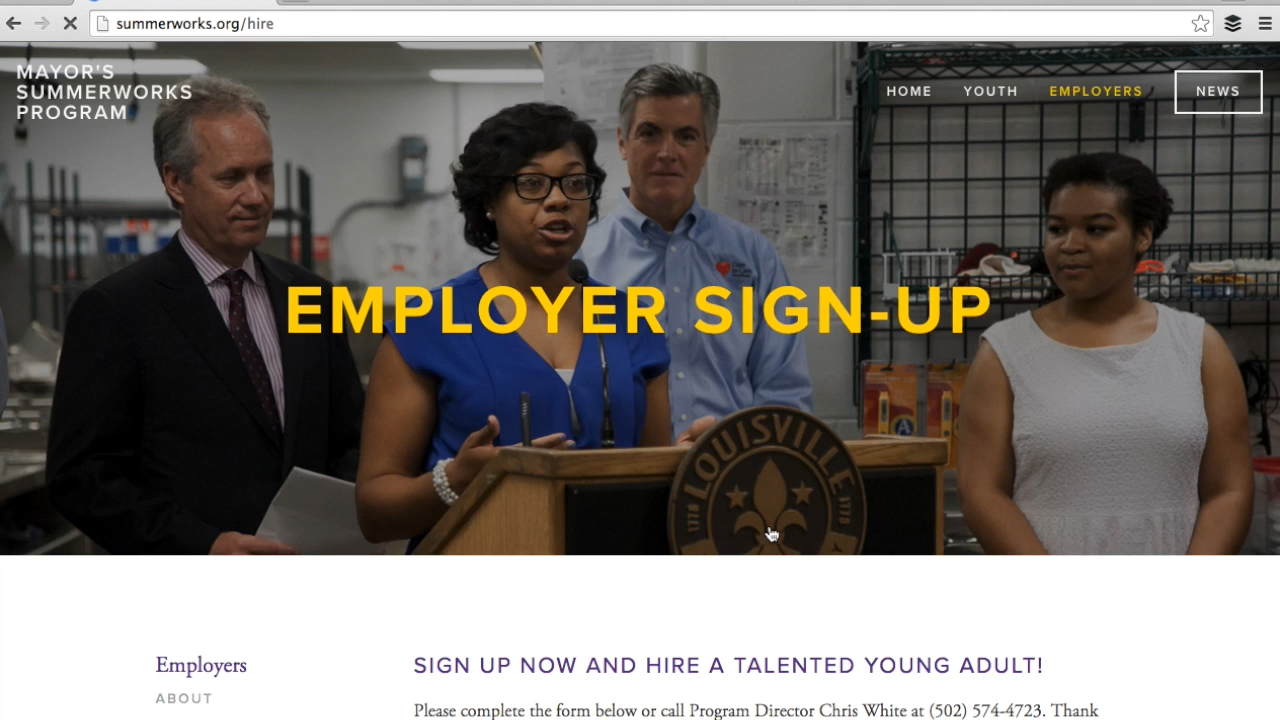 summerworks.org/hire
MAYOR'S
SUMMERWORKS
PROGRAM
HOME YOUTH EMPLOYERS NEWS
EMPLOYER SIGN-UP
LOUISVILLE
1778 1778
Employers
ABOUT
SIGN UP NOW AND HIRE A TALENTED YOUNG ADULT!
Please complete the form below or call Program Director Chris White at (502) 574-4723. Thank